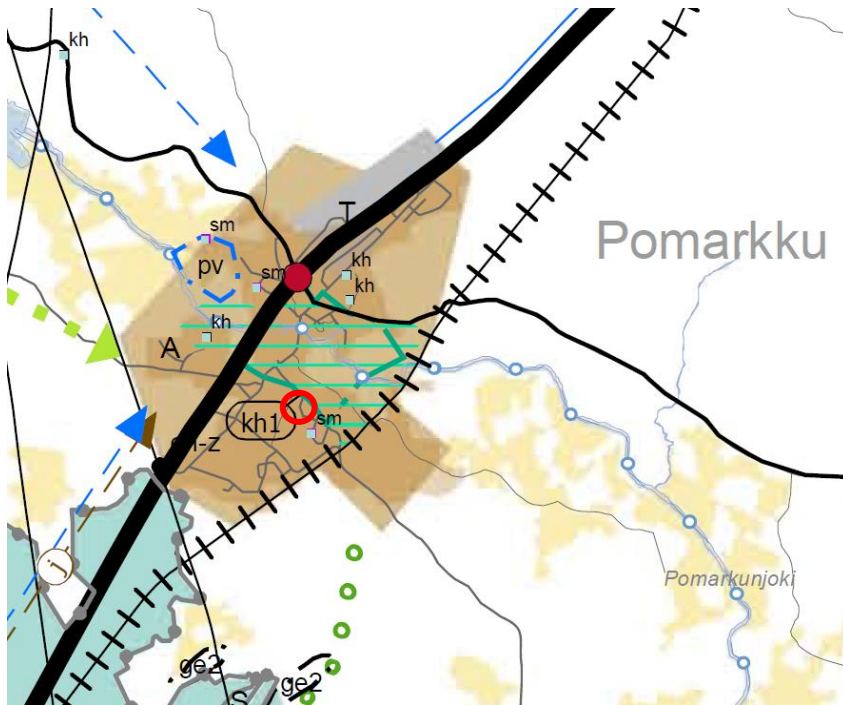 kh
T
sm
Pomarkku
pv
sm
kh
kh
kh
A
kh1
sm
-z
j
Pomarkunjoki
ge2
ge2
S